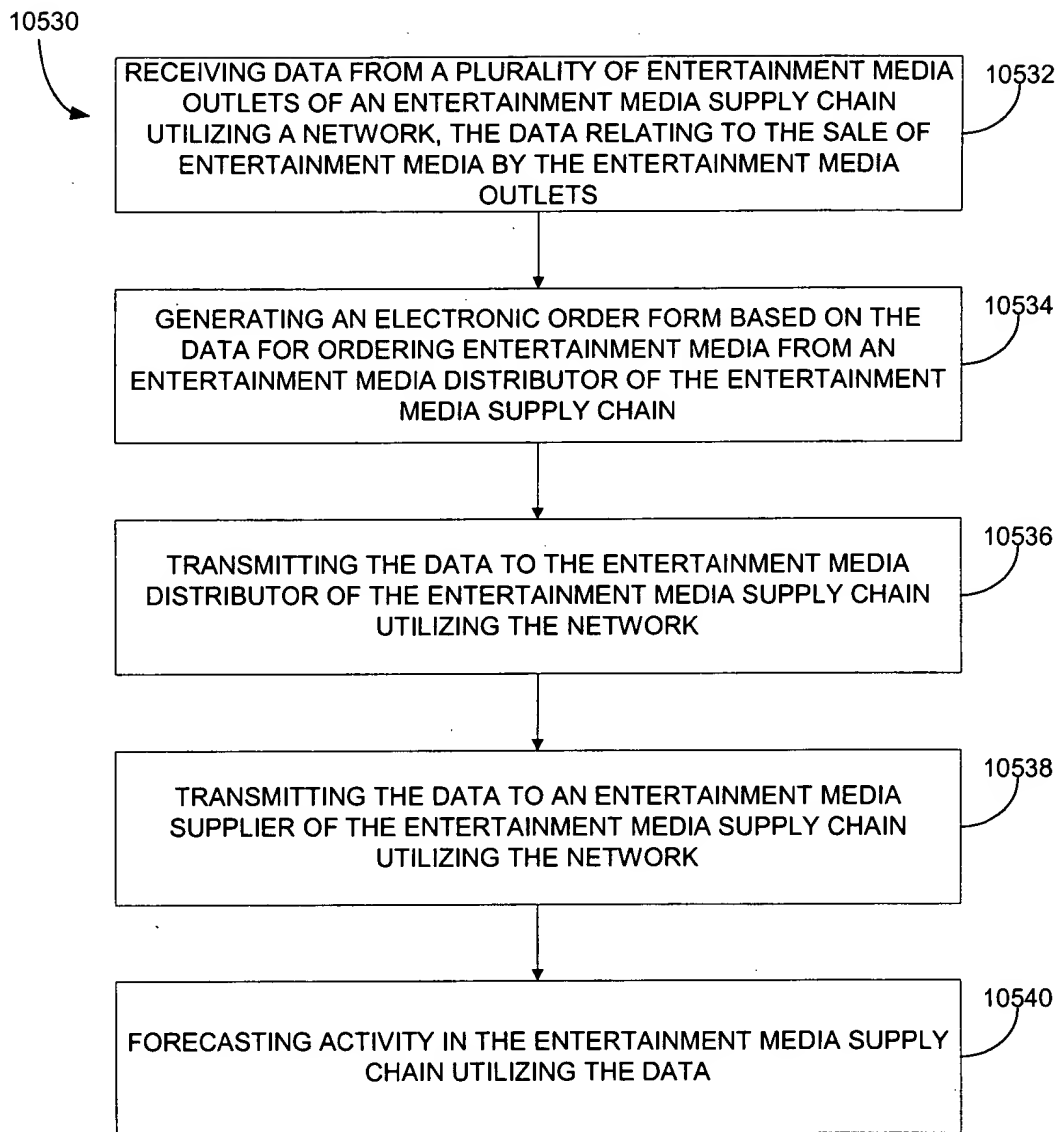 10530
RECEIVING DATA FROM A PLURALITY OF ENTERTAINMENT MEDIA
OUTLETS OF AN ENTERTAINMENT MEDIA SUPPLY CHAIN
UTILIZING A NETWORK, THE DATA RELATING TO THE SALE OF
ENTERTAINMENT MEDIA BY THE ENTERTAINMENT MEDIA
OUTLETS
10532
GENERATING AN ELECTRONIC ORDER FORM BASED ON THE
DATA FOR ORDERING ENTERTAINMENT MEDIA FROM AN
ENTERTAINMENT MEDIA DISTRIBUTOR OF THE ENTERTAINMENT
MEDIA SUPPLY CHAIN
10534
TRANSMITTING THE DATA TO THE ENTERTAINMENT MEDIA
DISTRIBUTOR OF THE ENTERTAINMENT MEDIA SUPPLY CHAIN
UTILIZING THE NETWORK
10536
TRANSMITTING THE DATA TO AN ENTERTAINMENT MEDIA
SUPPLIER OF THE ENTERTAINMENT MEDIA SUPPLY CHAIN
UTILIZING THE NETWORK
10538
FORECASTING ACTIVITY IN THE ENTERTAINMENT MEDIA SUPPLY
CHAIN UTILIZING THE DATA
10540